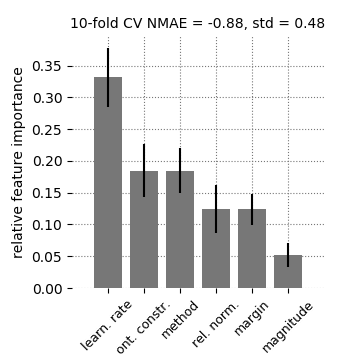 10-fold CV NMAE = -0.88, std = 0.48
relative feature importance
0.35
0.30
0.25
0.20
0.15
0.10
0.05
0.00
learn. rate
ont. constr.
method
rel. norm.
margin
magnitude